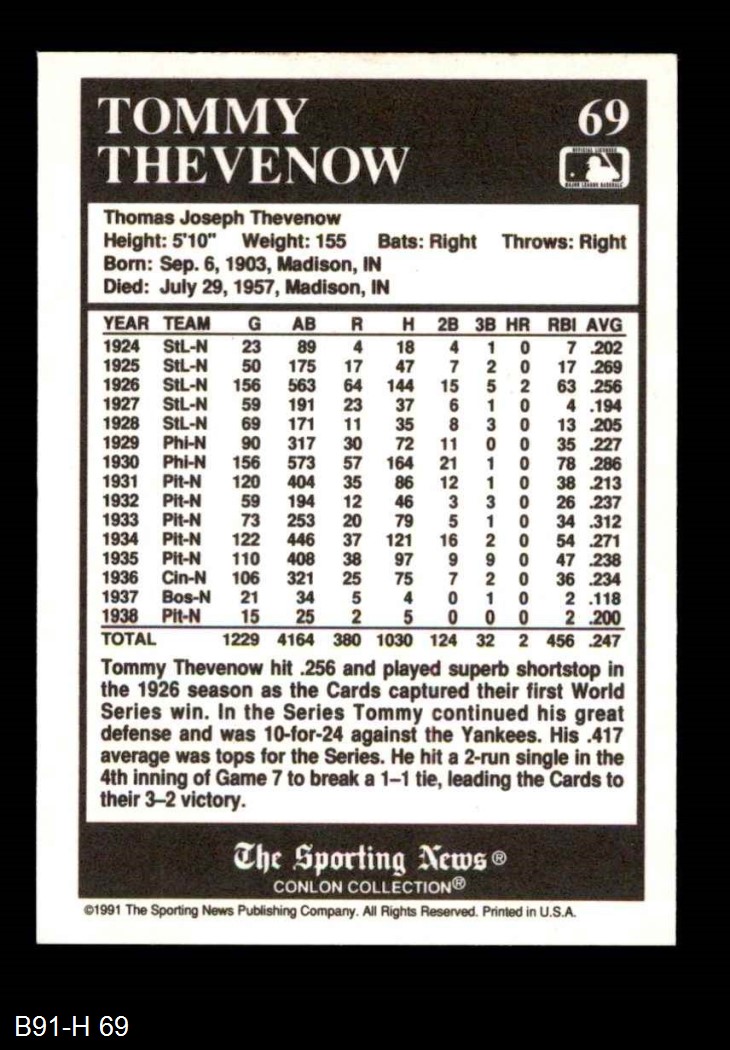 TOMMY 69
THEVENOW
OFFICIAL LICENSEE
MAJOR LEAGUE BASEBALL
Thomas Joseph Thevenow
Height: 5'10" Weight: 155 Bats: Right Throws: Right
Born: Sep. 6, 1903, Madison, IN
Died: July 29, 1957, Madison, IN
YEAR TEAM G AB R H 2B 3B HR RBI AVG
1924 StL-N 23 89 4 18 4 1 0 7 .202
1925 StL-N 50 175 17 47 7 2 0 17 .269
1926 StL-N 156 563 64 144 15 5 2 63 .256
1927 StL-N 59 191 23 37 6 1 0 4 .194
1928 StL-N 69 171 11 35 8 3 0 13 .205
1929 Phi-N 90 317 30 72 11 0 0 35 .227
1930 Phi-N 156 573 57 164 21 1 0 78 .286
1931 Pit-N 120 404 35 86 12 1 0 38 .213
1932 Pit-N 59 194 12 46 3 3 0 26 .237
1933 Pit-N 73 253 20 79 5 1 0 34 .312
1934 Pit-N 122 446 37 121 16 2 0 54 .271
1935 Pit-N 110 408 38 97 9 9 0 47 .238
1936 Cin-N 106 321 25 75 7 2 0 36 .234
1937 Bos-N 21 34 5 4 0 1 0 2 .118
1938 Pit-N 15 25 2 5 0 0 0 2 .200
TOTAL 1229 4164 380 1030 124 32 2 456 .247
Tommy Thevenow hit .256 and played superb shortstop in
the 1926 season as the Cards captured their first World
Series win. In the Series Tommy continued his great
defense and was 10-for-24 against the Yankees. His .417
average was tops for the Series. He hit a 2-run single in the
4th inning of Game 7 to break a 1–1 tie, leading the Cards to
their 3–2 victory.
The Sporting News®
CONLON COLLECTION®
©1991 The Sporting News Publishing Company. All Rights Reserved. Printed in U.S.A.
B91-H 69